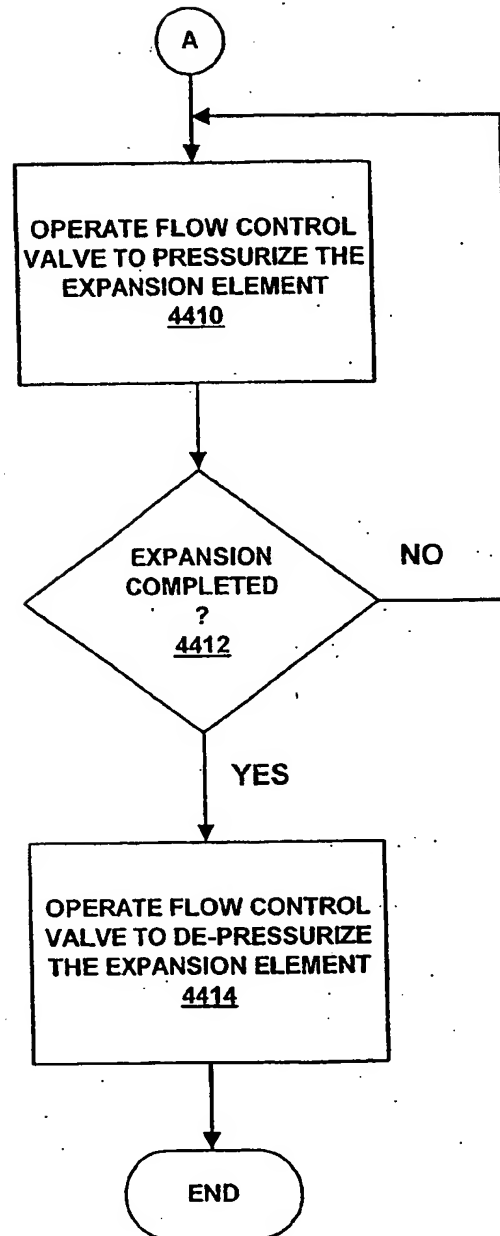 A
OPERATE FLOW CONTROL
VALVE TO PRESSURIZE THE
EXPANSION ELEMENT
4410
EXPANSION
COMPLETED
?
4412
NO
YES
OPERATE FLOW CONTROL
VALVE TO DE-PRESSURIZE
THE EXPANSION ELEMENT
4414
END